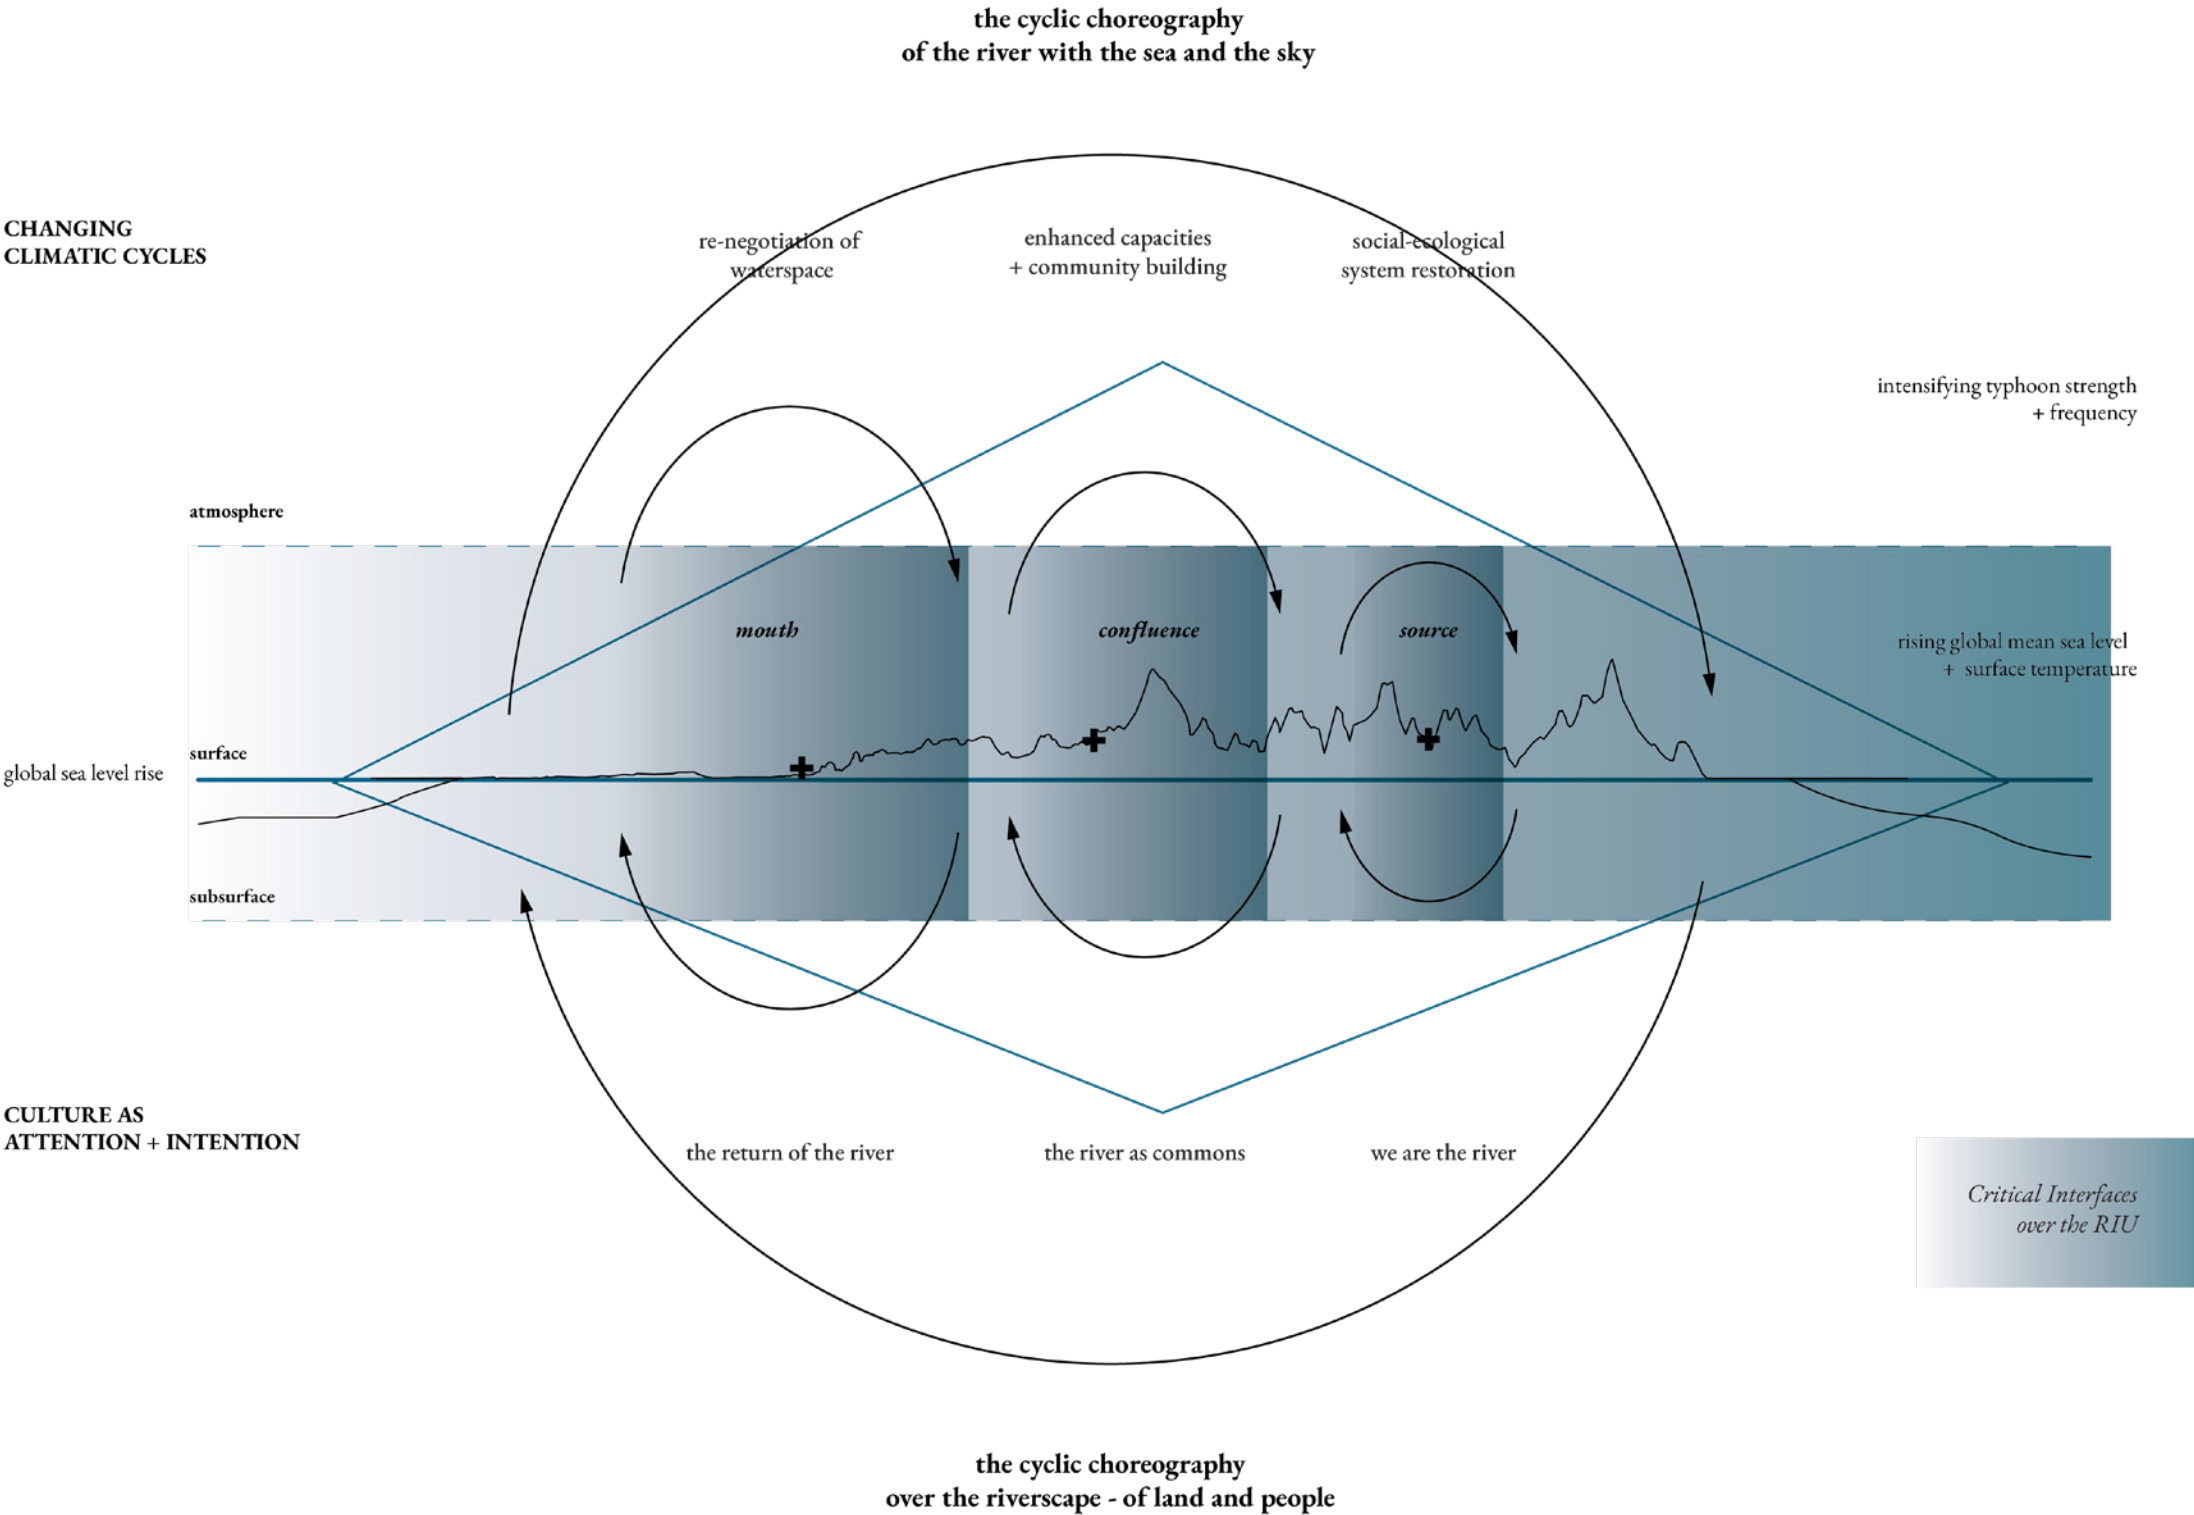 the cyclic choreography
of the river with the sea and the sky
CHANGING
CLIMATIC CYCLES
re-negotiation of
waterspace
enhanced capacities
+ community building
social-ecological
system restoration
intensifying typhoon strength
+ frequency
atmosphere
mouth
confluence
source
rising global mean sea level
+ surface temperature
surface
global sea level rise
subsurface
CULTURE AS
ATTENTION + INTENTION
the return of the river
the river as commons
we are the river
Critical Interfaces
over the RIU
the cyclic choreography
over the riverscape - of land and people